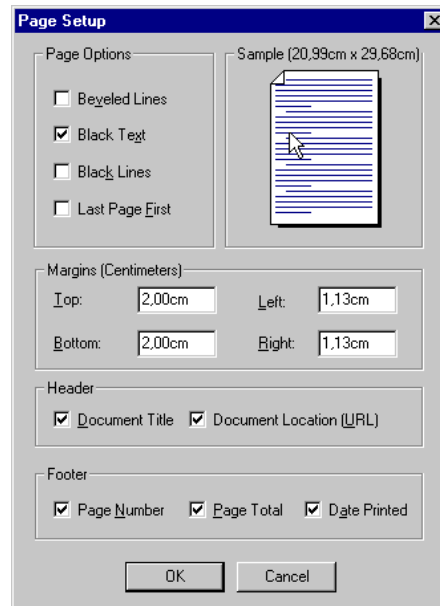 Page Setup
Page Options
Beveled Lines
Black Text
Black Lines
Last Page First
Sample (20,99cm x 29,68cm)
Margins (Centimeters)
Top: 2,00cm Left: 1,13cm
Bottom: 2,00cm Right: 1,13cm
Header
Document Title Document Location (URL)
Footer
Page Number Page Total Date Printed
OK Cancel